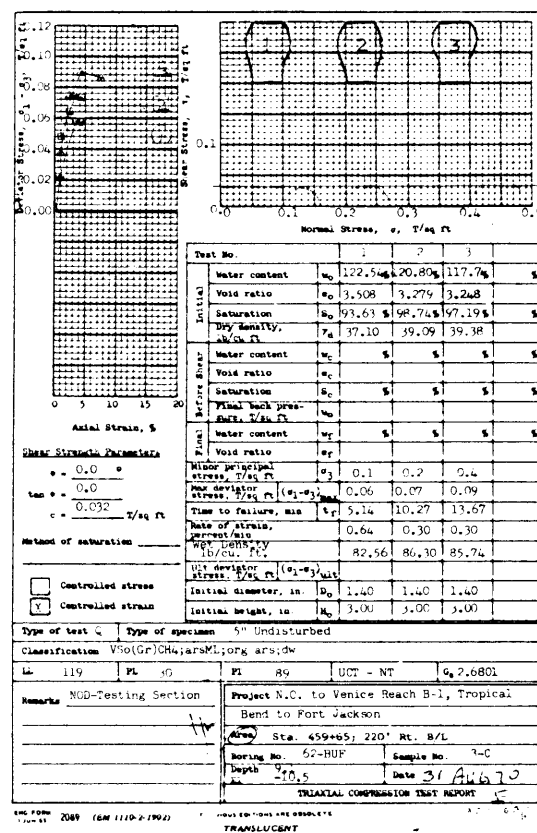 0.12
0.10
0.08
0.06
0.04
0.02
0.00
Deviator Stress, σ1 - σ3, T/sq ft
Shear Stress, τ, T/sq ft
0.1
1 2 3
0.0 0.1 0.2 0.3 0.4 0.5
Normal Stress, σ, T/sq ft
0 5 10 15 20
Axial Strain, %
Shear Strength Parameters
φ = 0.0 °
tan φ = 0.0
c = 0.032 T/sq ft
Method of saturation
Controlled stress
X Controlled strain
Test No. 1 2 3
Initial
Water content wo 122.54% 120.80% 117.7% %
Void ratio eo 3.508 3.279 3.248
Saturation So 93.63 % 98.74% 97.19% %
Dry density, lb/cu ft γd 37.10 39.09 39.38
Before Shear
Water content wc % % % %
Void ratio ec
Saturation Sc % % % %
Final back pressure, T/sq ft uo
Final
Water content wf % % % %
Void ratio ef
Minor principal stress, T/sq ft σ3 0.1 0.2 0.4
Max deviator stress, T/sq ft (σ1-σ3)max 0.06 0.07 0.09
Time to failure, min tf 5.14 10.27 13.67
Rate of strain, percent/min 0.64 0.30 0.30
Wet Density lb/cu. ft. 82.56 86.30 85.74
Ult deviator stress, T/sq ft (σ1-σ3)ult
Initial diameter, in. Do 1.40 1.40 1.40
Initial height, in. Ho 3.00 3.00 3.00
Type of test Q Type of specimen 5" Undisturbed
Classification VSo(Gr)CH4;arsML;org ars;dw
LL 119 PL 30 PI 89 UCT - NT Gs 2.6801
Remarks NOD-Testing Section
Project N.C. to Venice Reach B-1, Tropical
Bend to Fort Jackson
Area Sta. 459+65; 220' Rt. B/L
Boring No. 62-HUF Sample No. 3-C
Depth -10.5 Date 31 AUG 70
TRIAXIAL COMPRESSION TEST REPORT
ENG FORM 2089 (EM 1110-2-1902) PREVIOUS EDITIONS ARE OBSOLETE
TRANSLUCENT